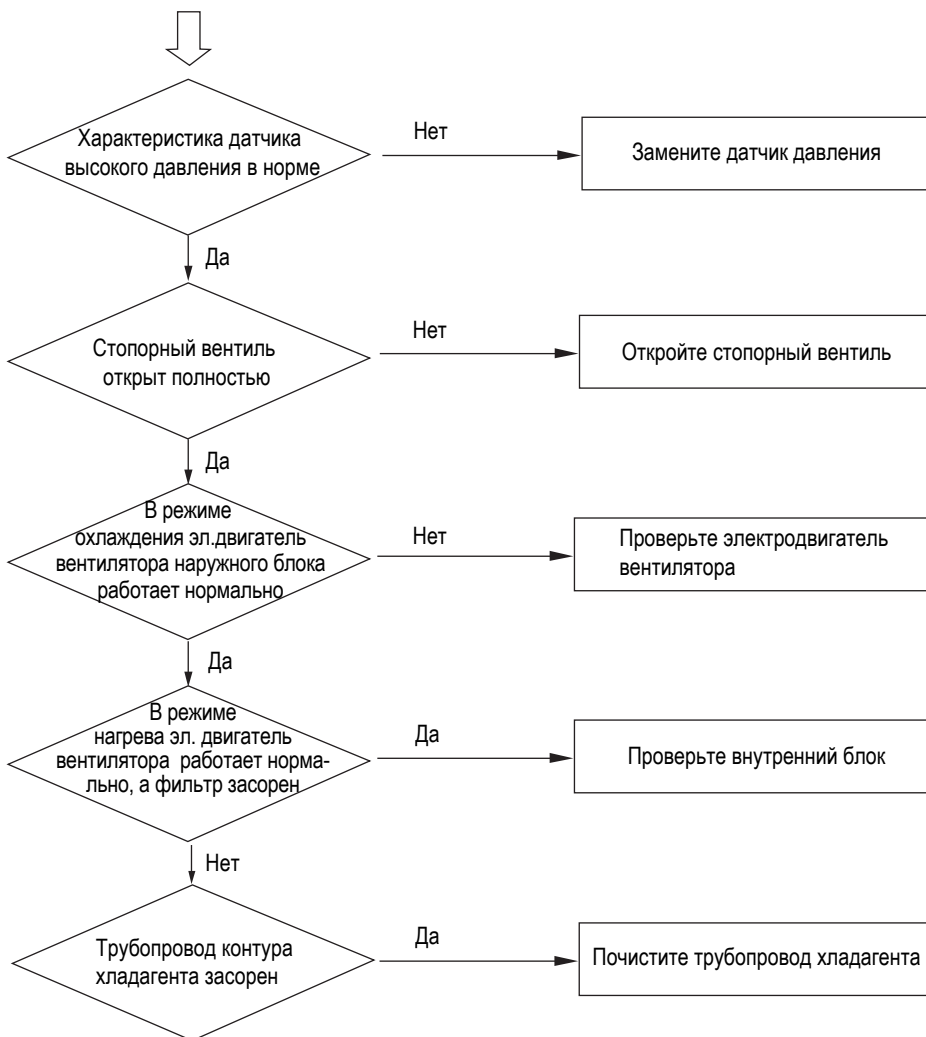 Характеристика датчика
высокого давления в норме
Нет
Замените датчик давления
Да
Стопорный вентиль
открыт полностью
Нет
Откройте стопорный вентиль
Да
В режиме
охлаждения эл.двигатель
вентилятора наружного блока
работает нормально
Нет
Проверьте электродвигатель
вентилятора
Да
В режиме
нагрева эл. двигатель
вентилятора работает норма-
льно, а фильтр засорен
Да
Проверьте внутренний блок
Нет
Трубопровод контура
хладагента засорен
Да
Почистите трубопровод хладагента